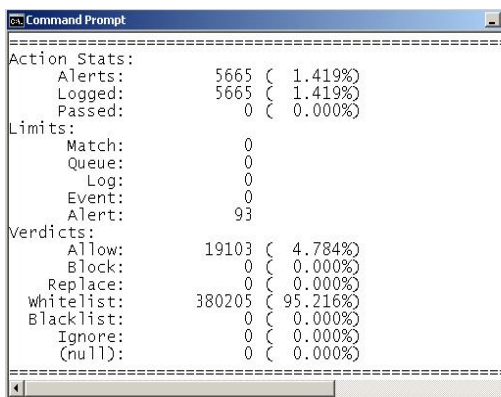 Command Prompt
===============================================================
Action Stats:
Alerts: 5665 ( 1.419%)
Logged: 5665 ( 1.419%)
Passed: 0 ( 0.000%)
Limits:
Match: 0
Queue: 0
Log: 0
Event: 0
Alert: 93
Verdicts:
Allow: 19103 ( 4.784%)
Block: 0 ( 0.000%)
Replace: 0 ( 0.000%)
Whitelist: 380205 ( 95.216%)
Blacklist: 0 ( 0.000%)
Ignore: 0 ( 0.000%)
(null): 0 ( 0.000%)
===============================================================